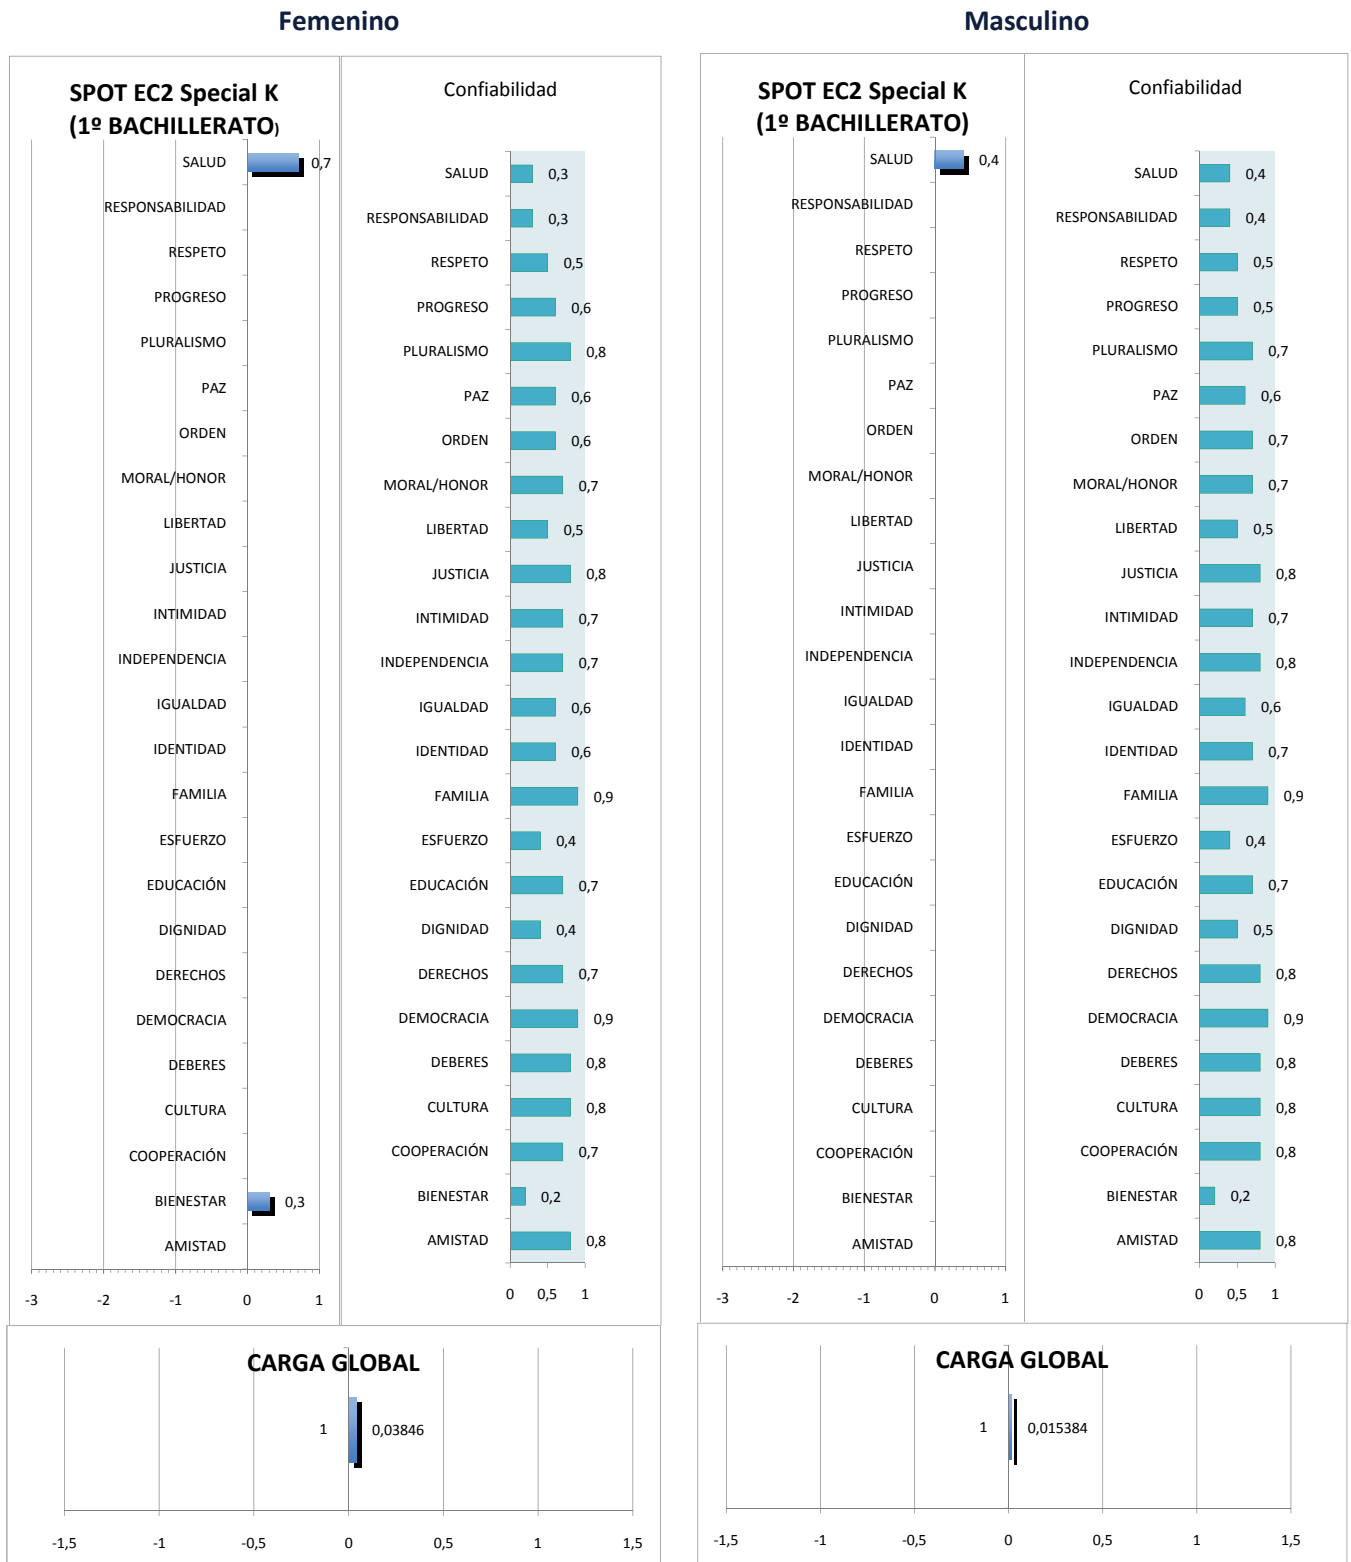 Femenino
SPOT EC2 Special K
(1º BACHILLERATO)
SALUD 0,7
RESPONSABILIDAD
RESPETO
PROGRESO
PLURALISMO
PAZ
ORDEN
MORAL/HONOR
LIBERTAD
JUSTICIA
INTIMIDAD
INDEPENDENCIA
IGUALDAD
IDENTIDAD
FAMILIA
ESFUERZO
EDUCACIÓN
DIGNIDAD
DERECHOS
DEMOCRACIA
DEBERES
CULTURA
COOPERACIÓN
BIENESTAR 0,3
AMISTAD
-3 -2 -1 0 1
Confiabilidad
SALUD 0,3
RESPONSABILIDAD 0,3
RESPETO 0,5
PROGRESO 0,6
PLURALISMO 0,8
PAZ 0,6
ORDEN 0,6
MORAL/HONOR 0,7
LIBERTAD 0,5
JUSTICIA 0,8
INTIMIDAD 0,7
INDEPENDENCIA 0,7
IGUALDAD 0,6
IDENTIDAD 0,6
FAMILIA 0,9
ESFUERZO 0,4
EDUCACIÓN 0,7
DIGNIDAD 0,4
DERECHOS 0,7
DEMOCRACIA 0,9
DEBERES 0,8
CULTURA 0,8
COOPERACIÓN 0,7
BIENESTAR 0,2
AMISTAD 0,8
0 0,5 1
CARGA GLOBAL
1 0,03846
-1,5 -1 -0,5 0 0,5 1 1,5
Masculino
SPOT EC2 Special K
(1º BACHILLERATO)
SALUD 0,4
RESPONSABILIDAD
RESPETO
PROGRESO
PLURALISMO
PAZ
ORDEN
MORAL/HONOR
LIBERTAD
JUSTICIA
INTIMIDAD
INDEPENDENCIA
IGUALDAD
IDENTIDAD
FAMILIA
ESFUERZO
EDUCACIÓN
DIGNIDAD
DERECHOS
DEMOCRACIA
DEBERES
CULTURA
COOPERACIÓN
BIENESTAR
AMISTAD
-3 -2 -1 0 1
Confiabilidad
SALUD 0,4
RESPONSABILIDAD 0,4
RESPETO 0,5
PROGRESO 0,5
PLURALISMO 0,7
PAZ 0,6
ORDEN 0,7
MORAL/HONOR 0,7
LIBERTAD 0,5
JUSTICIA 0,8
INTIMIDAD 0,7
INDEPENDENCIA 0,8
IGUALDAD 0,6
IDENTIDAD 0,7
FAMILIA 0,9
ESFUERZO 0,4
EDUCACIÓN 0,7
DIGNIDAD 0,5
DERECHOS 0,8
DEMOCRACIA 0,9
DEBERES 0,8
CULTURA 0,8
COOPERACIÓN 0,8
BIENESTAR 0,2
AMISTAD 0,8
0 0,5 1
CARGA GLOBAL
1 0,015384
-1,5 -1 -0,5 0 0,5 1 1,5